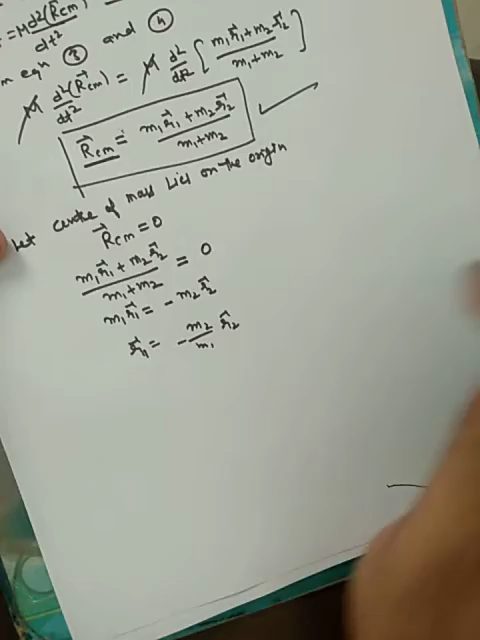 = M d²(R⃗cm)/dt²
m eqn ③ and ④
M d²/dt² (R⃗cm) = M d²/dt² { m₁r⃗₁ + m₂r⃗₂ / m₁+m₂ }
R⃗cm = m₁r⃗₁ + m₂r⃗₂ / m₁+m₂
Let centre of mass lies on the origin
R⃗cm = 0
m₁r⃗₁ + m₂r⃗₂ / m₁+m₂ = 0
m₁r⃗₁ = - m₂r⃗₂
r⃗₁ = - m₂/m₁ r⃗₂